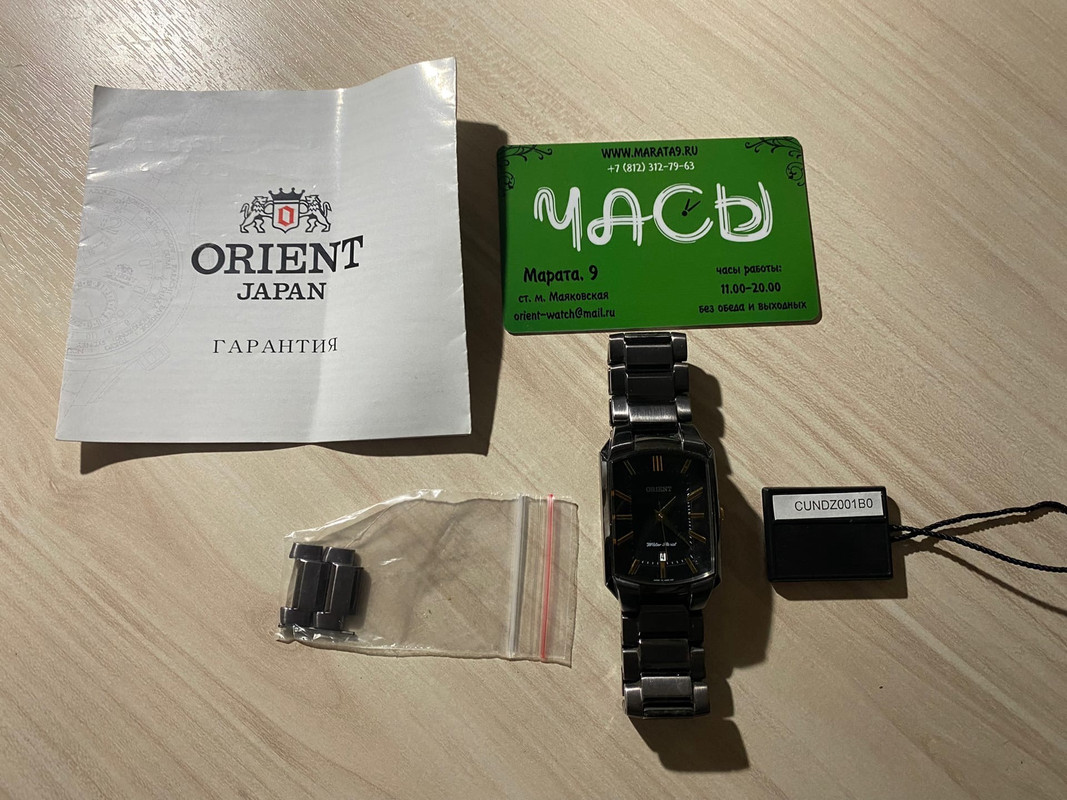 ORIENT
JAPAN
ГАРАНТИЯ
WWW.MARATA9.RU
+7 (812) 312-79-63
ЧАСЫ
Марата. 9
ст. м. Маяковская
orient-watch@mail.ru
часы работы:
11.00-20.00
без обеда и выходных
ORIENT
CUNDZ001B0